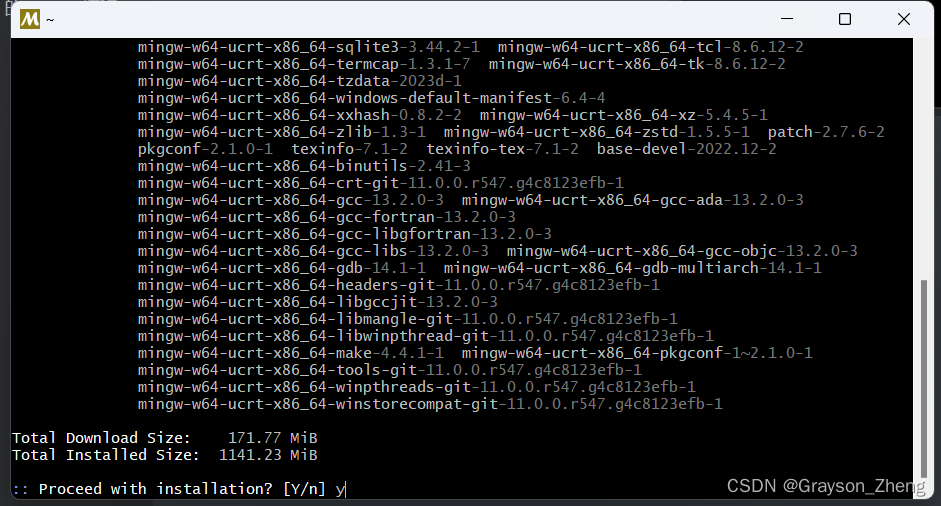 M ~
mingw-w64-ucrt-x86_64-sqlite3-3.44.2-1 mingw-w64-ucrt-x86_64-tcl-8.6.12-2
mingw-w64-ucrt-x86_64-termcap-1.3.1-7 mingw-w64-ucrt-x86_64-tk-8.6.12-2
mingw-w64-ucrt-x86_64-tzdata-2023d-1
mingw-w64-ucrt-x86_64-windows-default-manifest-6.4-4
mingw-w64-ucrt-x86_64-xxhash-0.8.2-2 mingw-w64-ucrt-x86_64-xz-5.4.5-1
mingw-w64-ucrt-x86_64-zlib-1.3-1 mingw-w64-ucrt-x86_64-zstd-1.5.5-1 patch-2.7.6-2
pkgconf-2.1.0-1 texinfo-7.1-2 texinfo-tex-7.1-2 base-devel-2022.12-2
mingw-w64-ucrt-x86_64-binutils-2.41-3
mingw-w64-ucrt-x86_64-crt-git-11.0.0.r547.g4c8123efb-1
mingw-w64-ucrt-x86_64-gcc-13.2.0-3 mingw-w64-ucrt-x86_64-gcc-ada-13.2.0-3
mingw-w64-ucrt-x86_64-gcc-fortran-13.2.0-3
mingw-w64-ucrt-x86_64-gcc-libgfortran-13.2.0-3
mingw-w64-ucrt-x86_64-gcc-libs-13.2.0-3 mingw-w64-ucrt-x86_64-gcc-objc-13.2.0-3
mingw-w64-ucrt-x86_64-gdb-14.1-1 mingw-w64-ucrt-x86_64-gdb-multiarch-14.1-1
mingw-w64-ucrt-x86_64-headers-git-11.0.0.r547.g4c8123efb-1
mingw-w64-ucrt-x86_64-libgccjit-13.2.0-3
mingw-w64-ucrt-x86_64-libmangle-git-11.0.0.r547.g4c8123efb-1
mingw-w64-ucrt-x86_64-libwinpthread-git-11.0.0.r547.g4c8123efb-1
mingw-w64-ucrt-x86_64-make-4.4.1-1 mingw-w64-ucrt-x86_64-pkgconf-1~2.1.0-1
mingw-w64-ucrt-x86_64-tools-git-11.0.0.r547.g4c8123efb-1
mingw-w64-ucrt-x86_64-winpthreads-git-11.0.0.r547.g4c8123efb-1
mingw-w64-ucrt-x86_64-winstorecompat-git-11.0.0.r547.g4c8123efb-1
Total Download Size: 171.77 MiB
Total Installed Size: 1141.23 MiB
:: Proceed with installation? [Y/n] y
CSDN @Grayson_Zheng